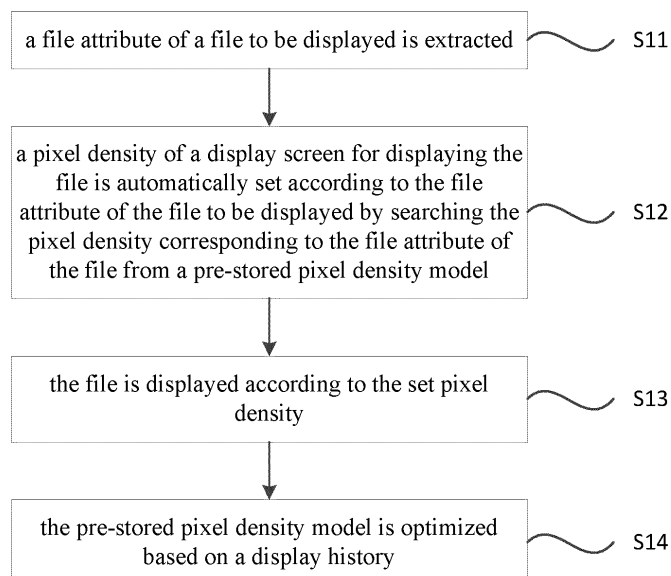 a file attribute of a file to be displayed is extracted
S11
a pixel density of a display screen for displaying the
file is automatically set according to the file
attribute of the file to be displayed by searching the
pixel density corresponding to the file attribute of
the file from a pre-stored pixel density model
S12
the file is displayed according to the set pixel
density
S13
the pre-stored pixel density model is optimized
based on a display history
S14